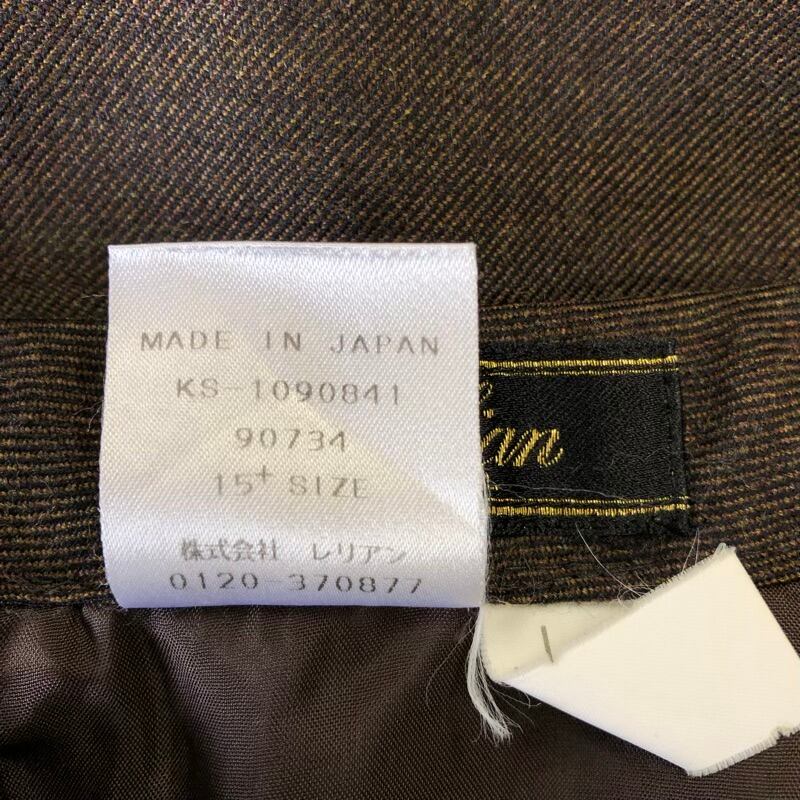 MADE IN JAPAN
KS 1090841
90734
15+ SIZE
株式会社 レリアン
0120-370877